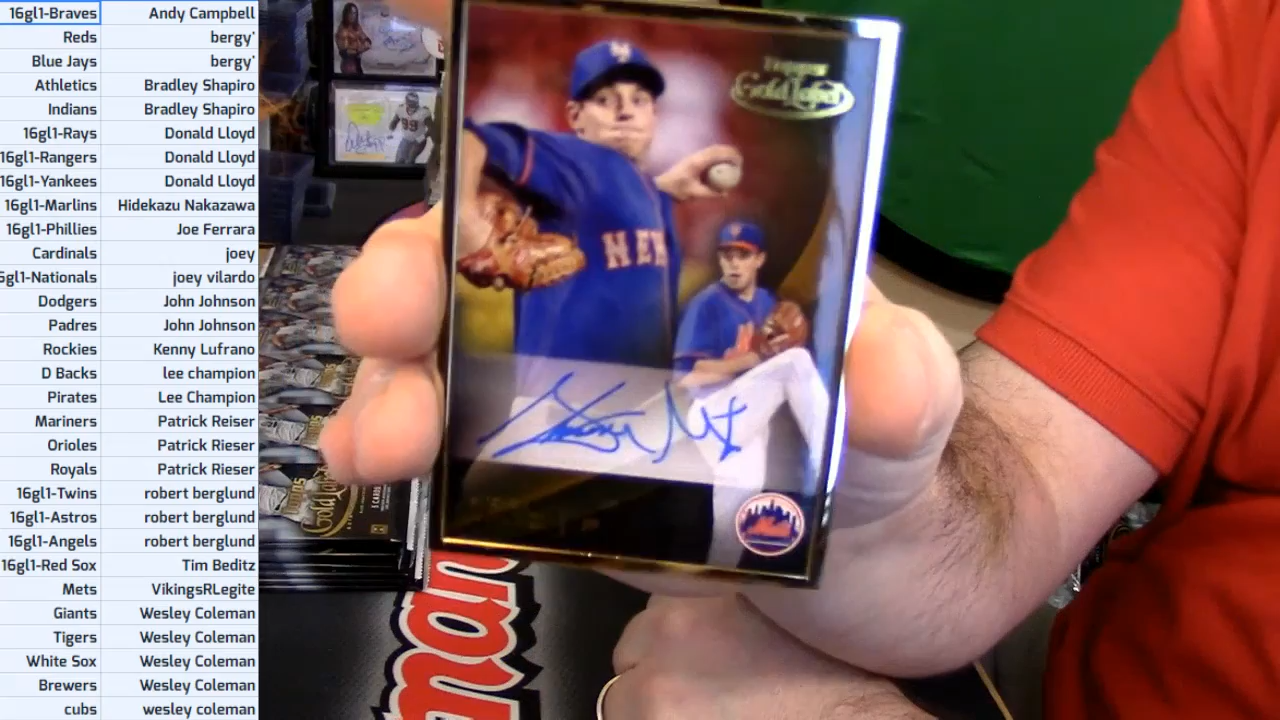 16gl1-Braves Andy Campbell
Reds bergy'
Blue Jays bergy'
Athletics Bradley Shapiro
Indians Bradley Shapiro
16gl1-Rays Donald Lloyd
16gl1-Rangers Donald Lloyd
16gl1-Yankees Donald Lloyd
16gl1-Marlins Hidekazu Nakazawa
16gl1-Phillies Joe Ferrara
Cardinals joey
6gl1-Nationals joey vilardo
Dodgers John Johnson
Padres John Johnson
Rockies Kenny Lufrano
D Backs lee champion
Pirates Lee Champion
Mariners Patrick Reiser
Orioles Patrick Rieser
Royals Patrick Rieser
16gl1-Twins robert berglund
16gl1-Astros robert berglund
16gl1-Angels robert berglund
16gl1-Red Sox Tim Beditz
Mets VikingsRLegite
Giants Wesley Coleman
Tigers Wesley Coleman
White Sox Wesley Coleman
Brewers Wesley Coleman
cubs wesley coleman
Topps
Gold Label
NEW
Gold Label
man
99